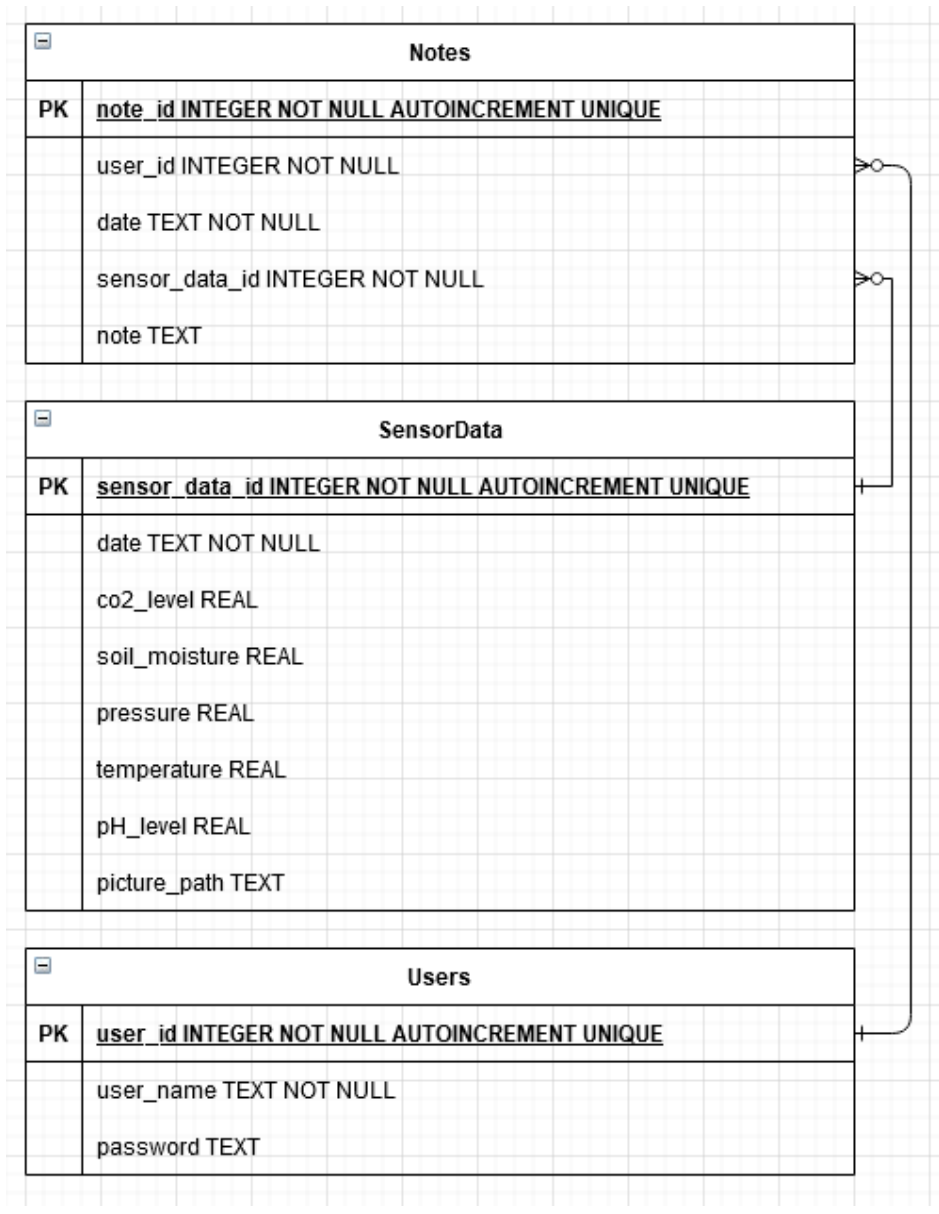 Notes
PK note_id INTEGER NOT NULL AUTOINCREMENT UNIQUE
user_id INTEGER NOT NULL
date TEXT NOT NULL
sensor_data_id INTEGER NOT NULL
note TEXT
SensorData
PK sensor_data_id INTEGER NOT NULL AUTOINCREMENT UNIQUE
date TEXT NOT NULL
co2_level REAL
soil_moisture REAL
pressure REAL
temperature REAL
pH_level REAL
picture_path TEXT
Users
PK user_id INTEGER NOT NULL AUTOINCREMENT UNIQUE
user_name TEXT NOT NULL
password TEXT